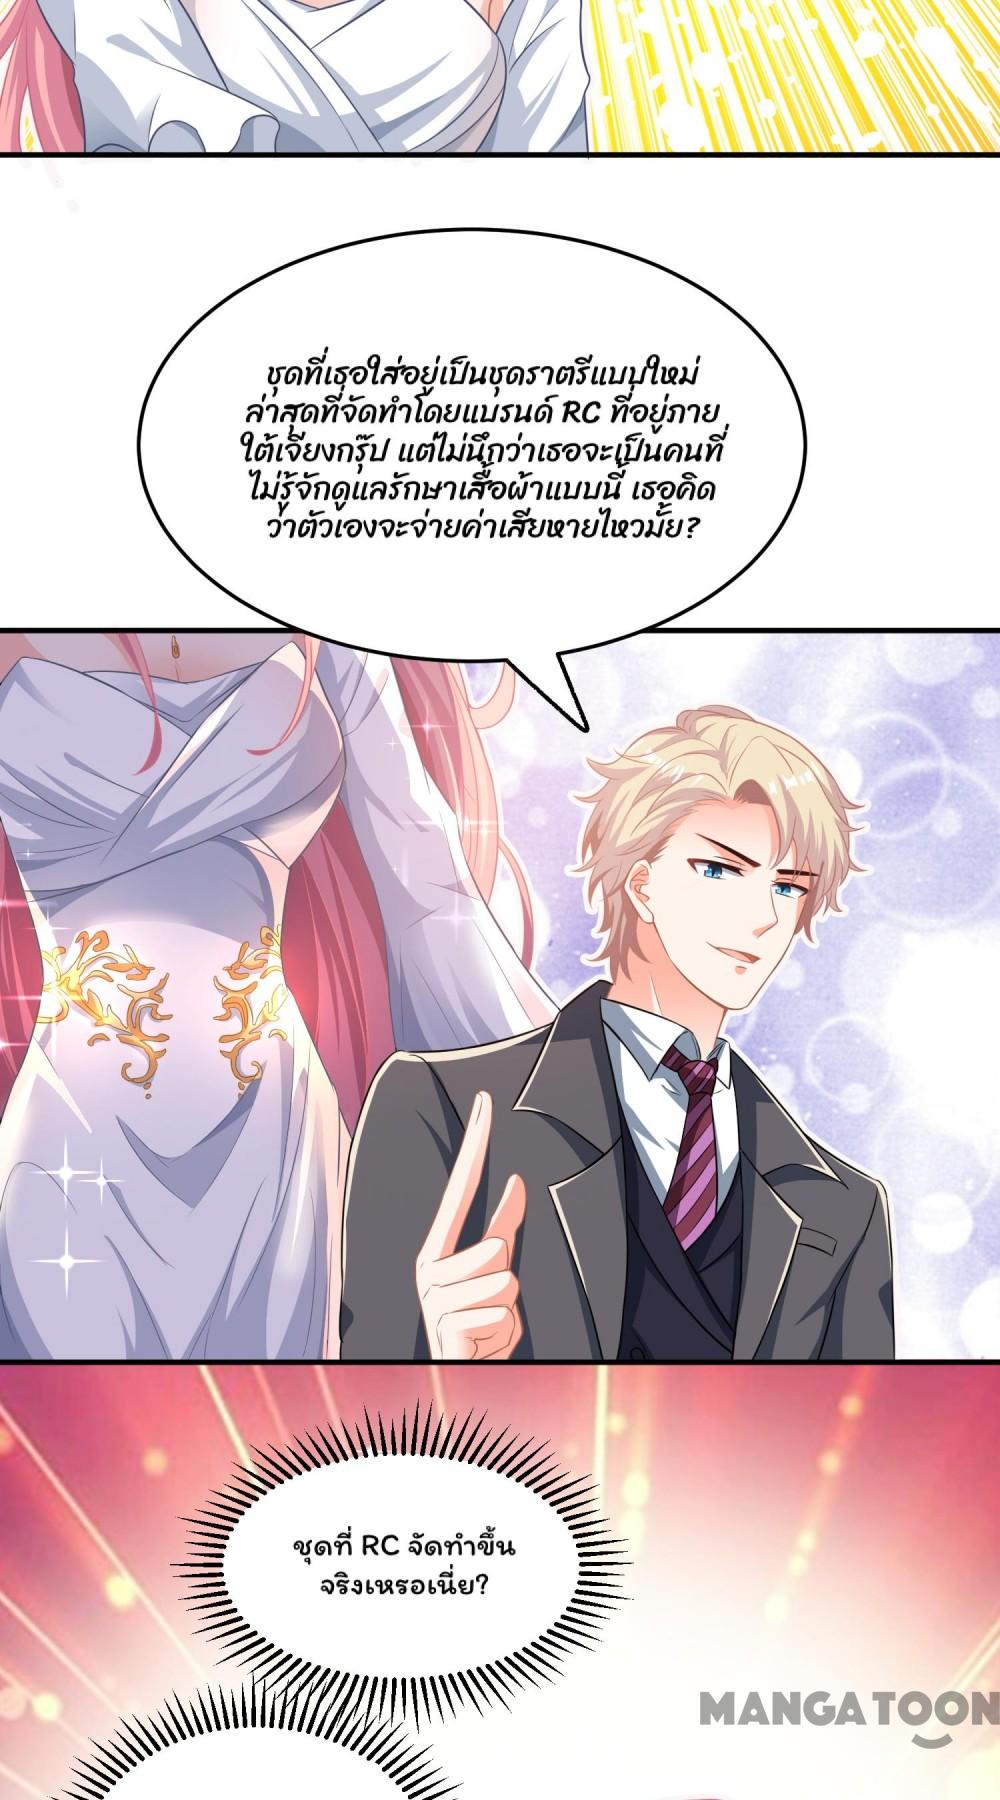 ชุดที่เธอใส่อยู่เป็นชุดราตรีแบบใหม่
ล่าสุดที่จัดทำโดยแบรนด์ RC ที่อยู่ภาย
ใต้เจียงกรุ๊ป แต่ไม่นึกว่าเธอจะเป็นคนที่
ไม่รู้จักดูแลรักษาเสื้อผ้าแบบนี้ เธอคิด
ว่าตัวเองจะจ่ายค่าเสียหายไหวมั้ย?
ชุดที่ RC จัดทำขึ้น
จริงเหรอเนี่ย?
MANGATOON